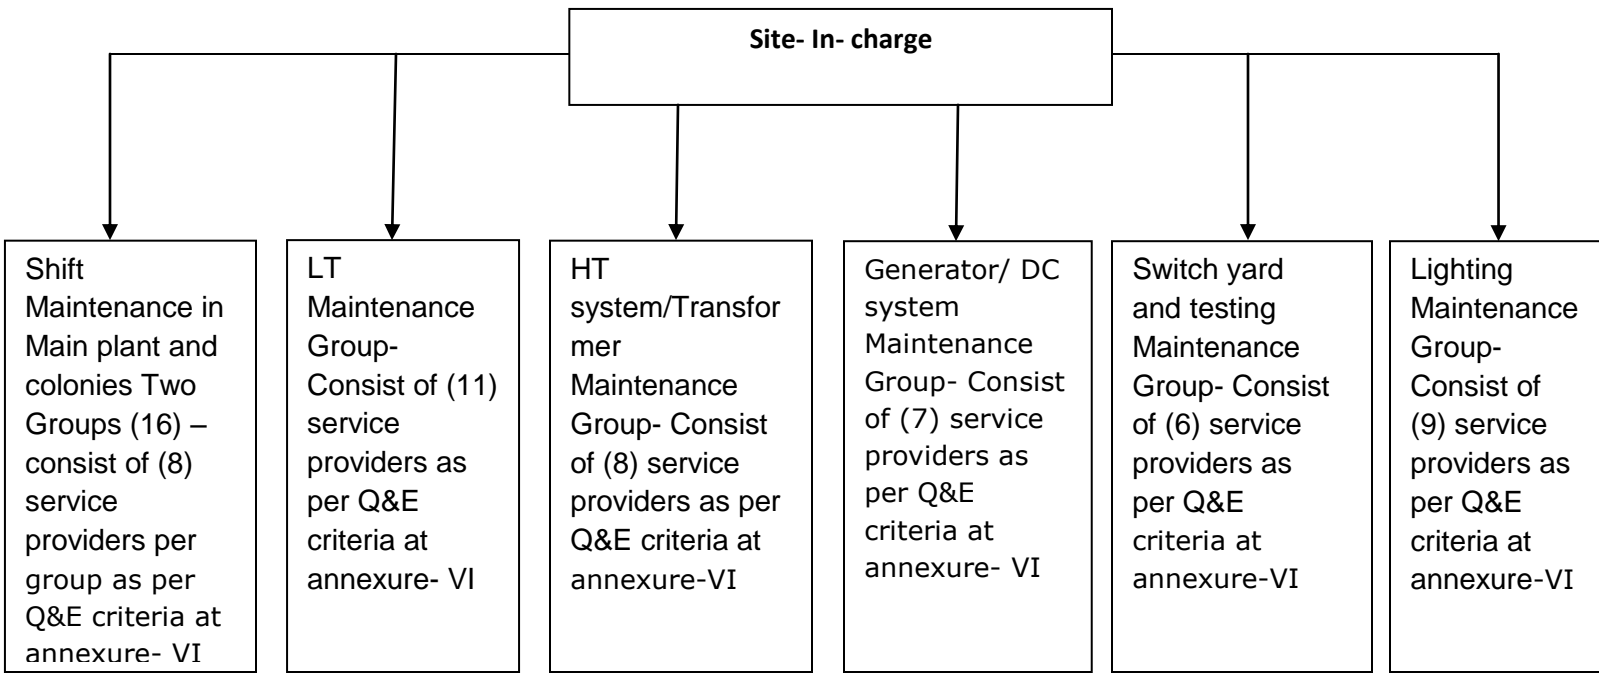 Site- In- charge
Shift
Maintenance in
Main plant and
colonies Two
Groups (16) –
consist of (8)
service
providers per
group as per
Q&E criteria at
annexure- VI
LT
Maintenance
Group-
Consist of (11)
service
providers as
per Q&E
criteria at
annexure- VI
HT
system/Transfor
mer
Maintenance
Group- Consist
of (8) service
providers as per
Q&E criteria at
annexure-VI
Generator/ DC
system
Maintenance
Group- Consist
of (7) service
providers as
per Q&E
criteria at
annexure- VI
Switch yard
and testing
Maintenance
Group- Consist
of (6) service
providers as
per Q&E
criteria at
annexure-VI
Lighting
Maintenance
Group-
Consist of
(9) service
providers as
per Q&E
criteria at
annexure-VI